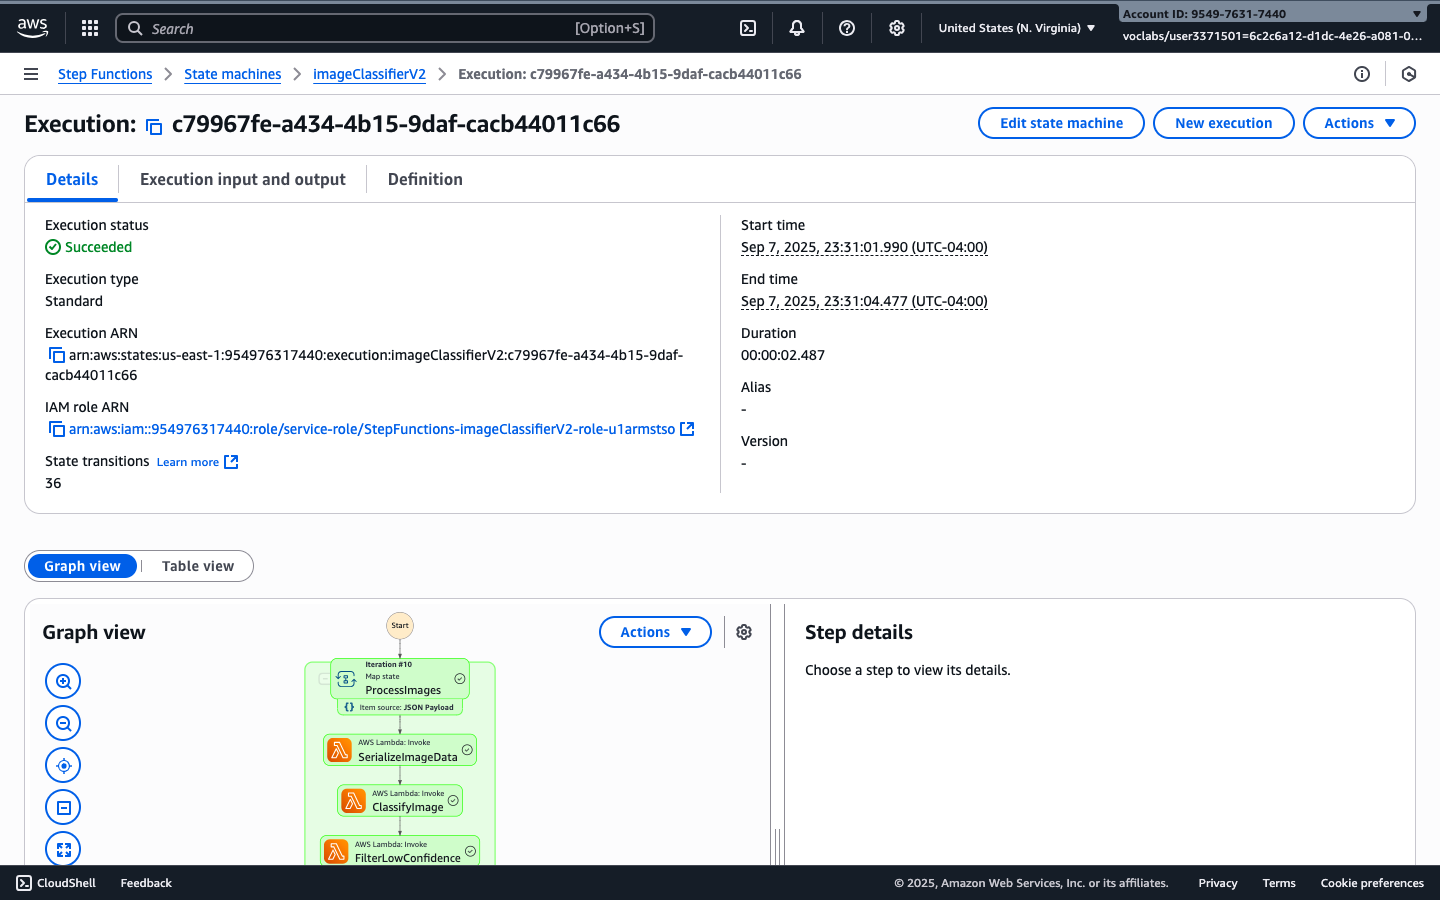 aws
Search
[Option+S]
United States (N. Virginia)
Account ID: 9549-7631-7440
voclabs/user3371501=6c2c6a12-d1dc-4e26-a081-0...
Step Functions
State machines
imageClassifierV2
Execution: c79967fe-a434-4b15-9daf-cacb44011c66
Execution: c79967fe-a434-4b15-9daf-cacb44011c66
Edit state machine
New execution
Actions
Details
Execution input and output
Definition
Execution status
Succeeded
Execution type
Standard
Execution ARN
arn:aws:states:us-east-1:954976317440:execution:imageClassifierV2:c79967fe-a434-4b15-9daf-
cacb44011c66
IAM role ARN
arn:aws:iam::954976317440:role/service-role/StepFunctions-imageClassifierV2-role-u1armstso
State transitions Learn more
36
Start time
Sep 7, 2025, 23:31:01.990 (UTC-04:00)
End time
Sep 7, 2025, 23:31:04.477 (UTC-04:00)
Duration
00:00:02.487
Alias
-
Version
-
Graph view
Table view
Graph view
Actions
Start
Iteration #10
Map state
ProcessImages
{} Item source: JSON Payload
AWS Lambda: Invoke
SerializeImageData
AWS Lambda: Invoke
ClassifyImage
AWS Lambda: Invoke
FilterLowConfidence
Step details
Choose a step to view its details.
CloudShell
Feedback
© 2025, Amazon Web Services, Inc. or its affiliates.
Privacy
Terms
Cookie preferences